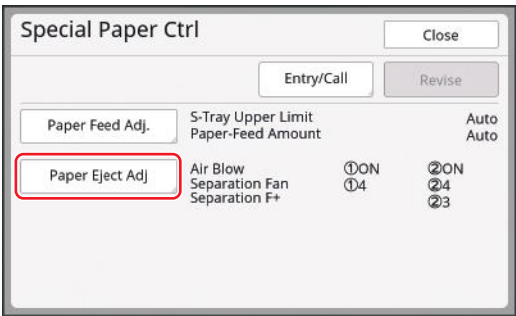 Special Paper Ctrl
Close
Entry/Call
Revise
Paper Feed Adj.
S-Tray Upper Limit Auto
Paper-Feed Amount Auto
Paper Eject Adj
Air Blow ①ON ②ON
Separation Fan ①4 ②4
Separation F+ ②3